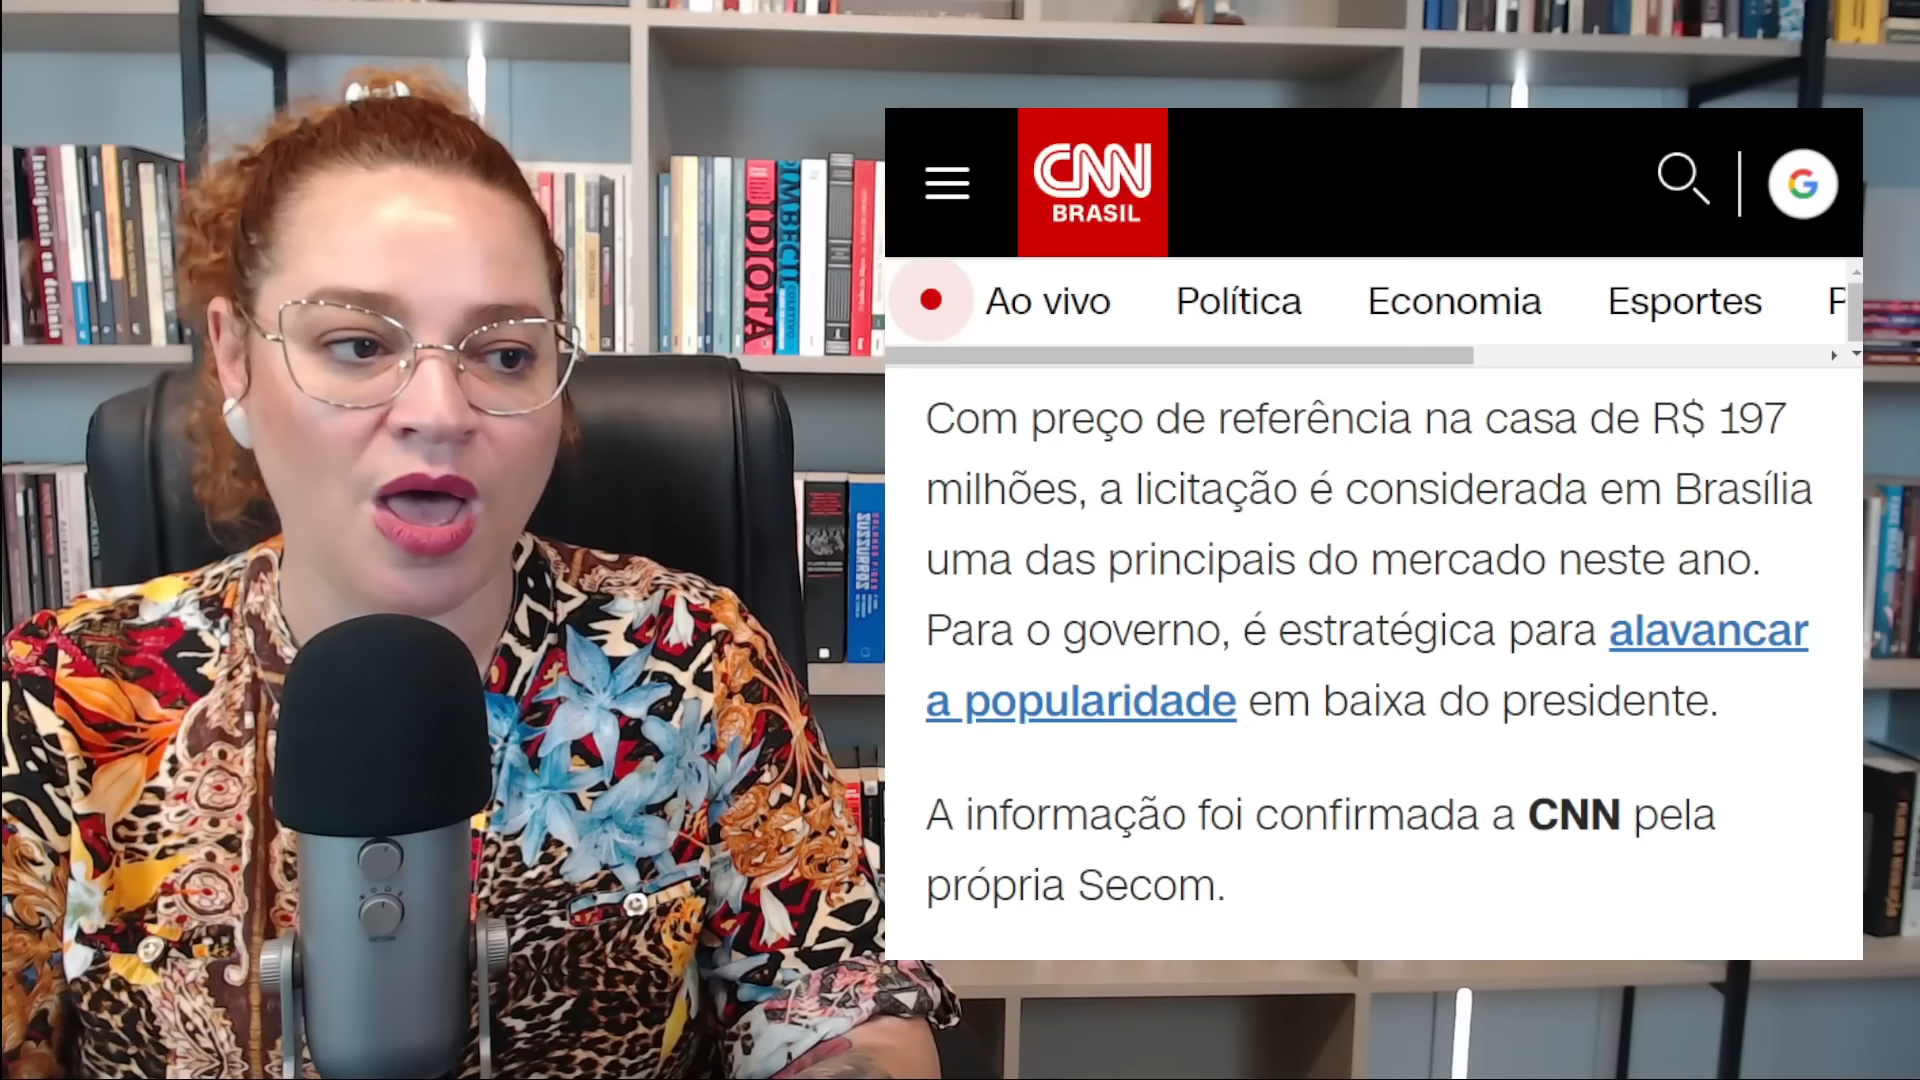 CNN
BRASIL
Ao vivo Política Economia Esportes
Com preço de referência na casa de R$ 197
milhões, a licitação é considerada em Brasília
uma das principais do mercado neste ano.
Para o governo, é estratégica para alavancar
a popularidade em baixa do presidente.
A informação foi confirmada a CNN pela
própria Secom.
IDIOTA
IMBECIL
COLETIVO